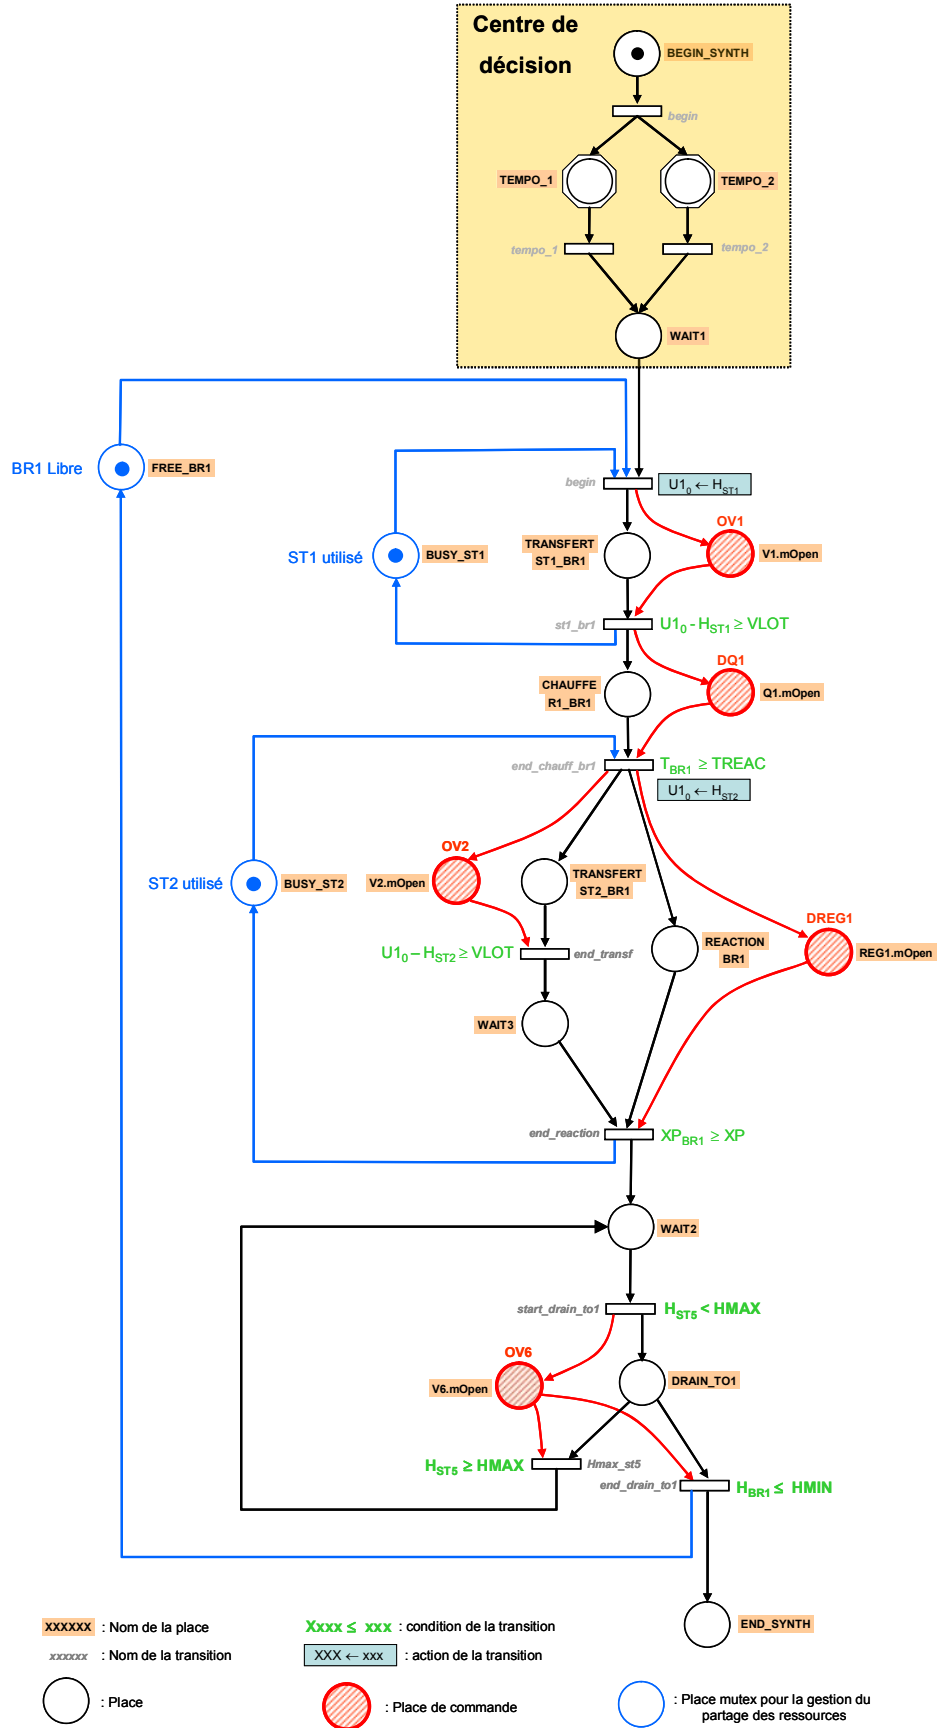 Centre de
décision
BEGIN_SYNTH
begin
TEMPO_1
TEMPO_2
tempo_1
tempo_2
WAIT1
BR1 Libre
FREE_BR1
begin
U1₀ ← H_ST1
OV1
TRANSFERT
ST1_BR1
V1.mOpen
ST1 utilisé
BUSY_ST1
st1_br1
U1₀ - H_ST1 ≥ VLOT
DQ1
CHAUFFE
R1_BR1
Q1.mOpen
end_chauff_br1
T_BR1 ≥ TREAC
U1₀ ← H_ST2
OV2
ST2 utilisé
BUSY_ST2
V2.mOpen
TRANSFERT
ST2_BR1
DREG1
REACTION
BR1
REG1.mOpen
U1₀ – H_ST2 ≥ VLOT
end_transf
WAIT3
end_reaction
XP_BR1 ≥ XP
WAIT2
start_drain_to1
H_ST5 < HMAX
OV6
V6.mOpen
DRAIN_TO1
H_ST5 ≥ HMAX
Hmax_st5
end_drain_to1
H_BR1 ≤ HMIN
END_SYNTH
XXXXXX : Nom de la place
Xxxx ≤ xxx : condition de la transition
xxxxxx : Nom de la transition
XXX ← xxx : action de la transition
: Place
: Place de commande
: Place mutex pour la gestion du
partage des ressources